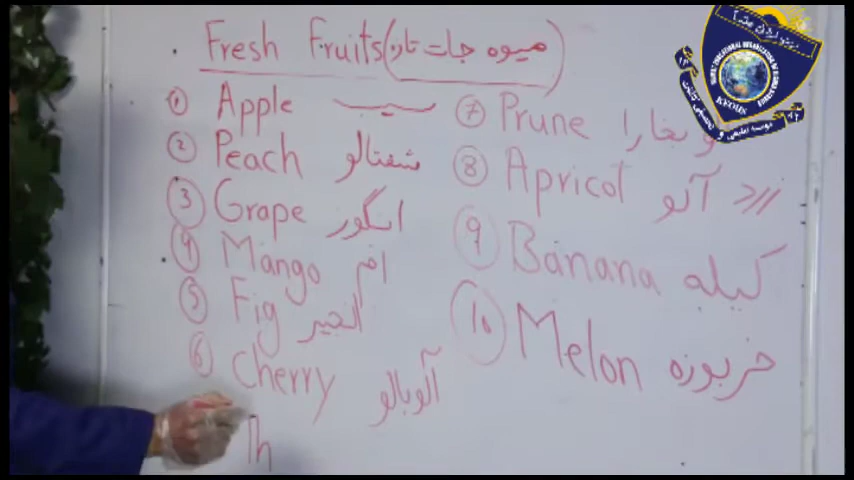 Fresh Fruits (میوه جات تازه)
① Apple سیب
② Peach شفتالو
③ Grape انگور
④ Mango ام
⑤ Fig انجیر
⑥ Cherry آلوبالو
Th
⑦ Prune و بخارا
⑧ Apricot زرد آلو
⑨ Banana کیله
⑩ Melon خربوزه